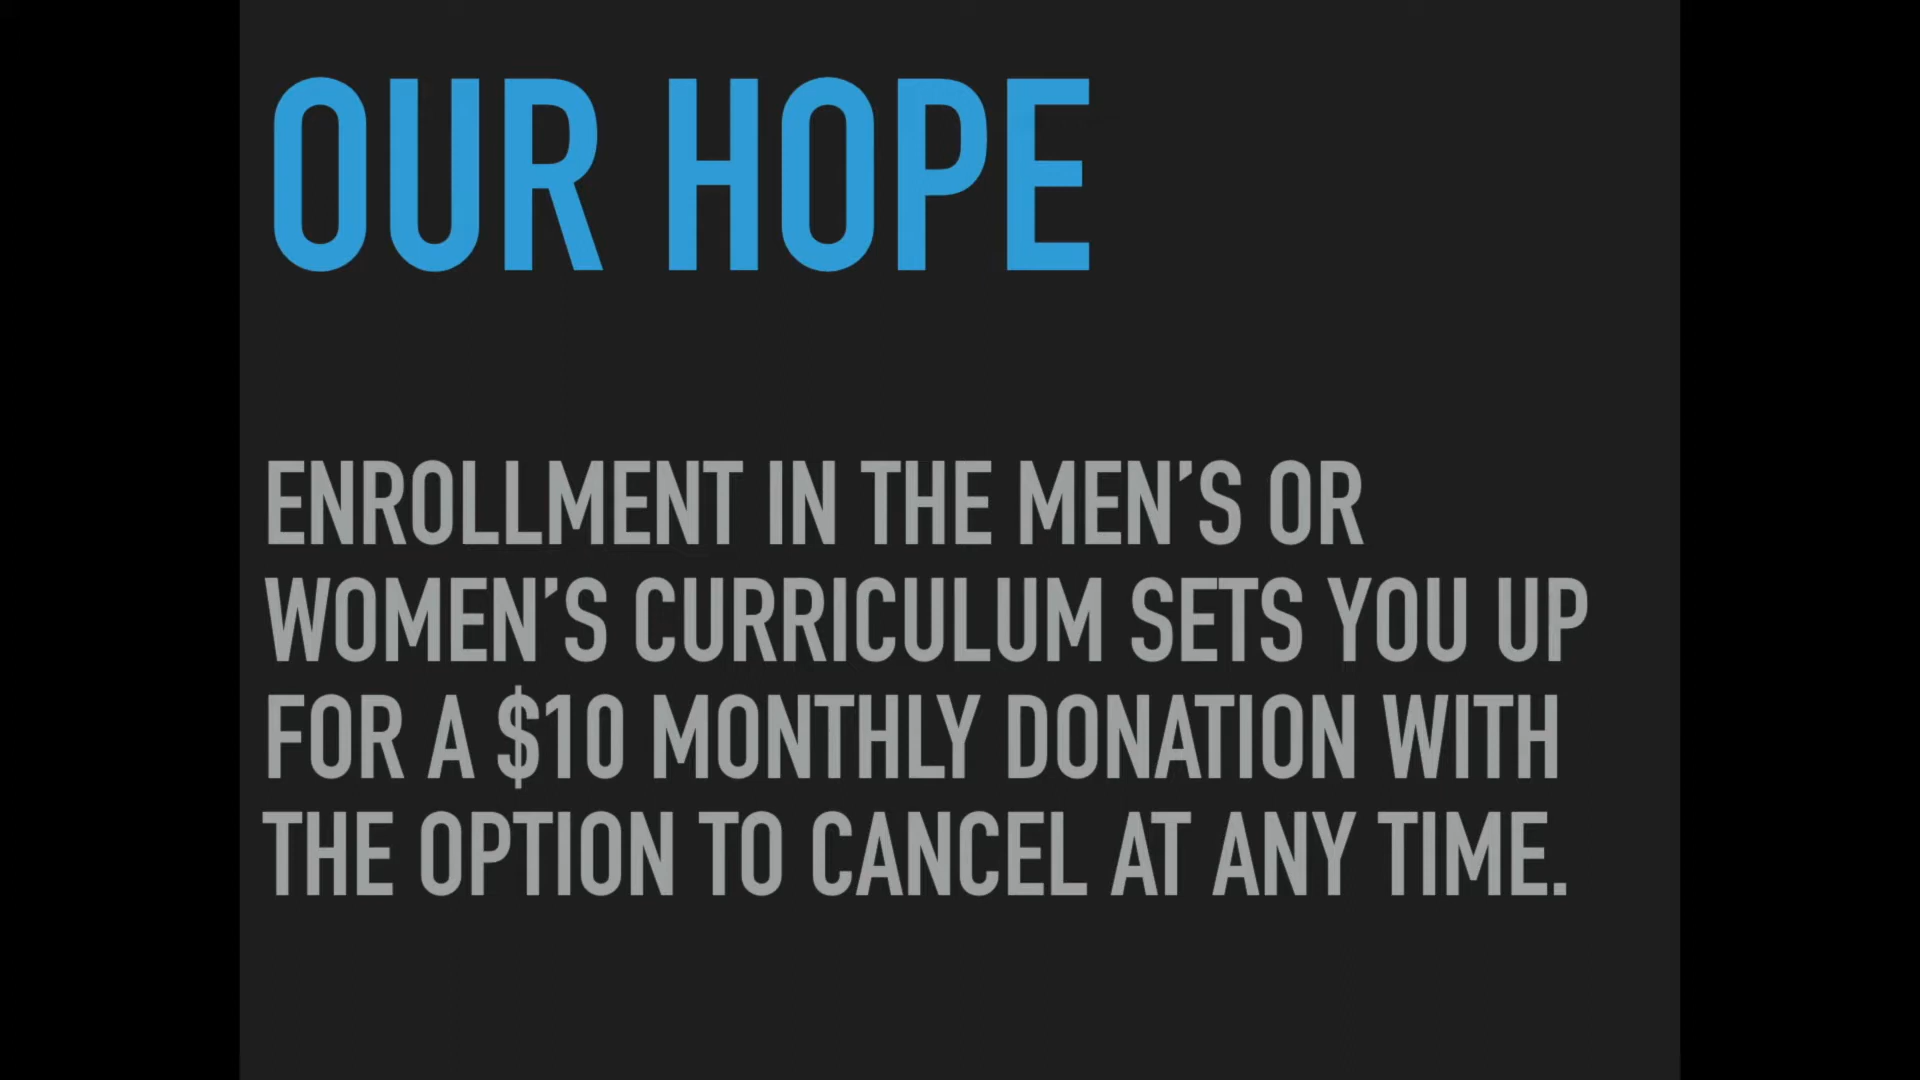 OUR HOPE
ENROLLMENT IN THE MEN’S OR
WOMEN’S CURRICULUM SETS YOU UP
FOR A $10 MONTHLY DONATION WITH
THE OPTION TO CANCEL AT ANY TIME.